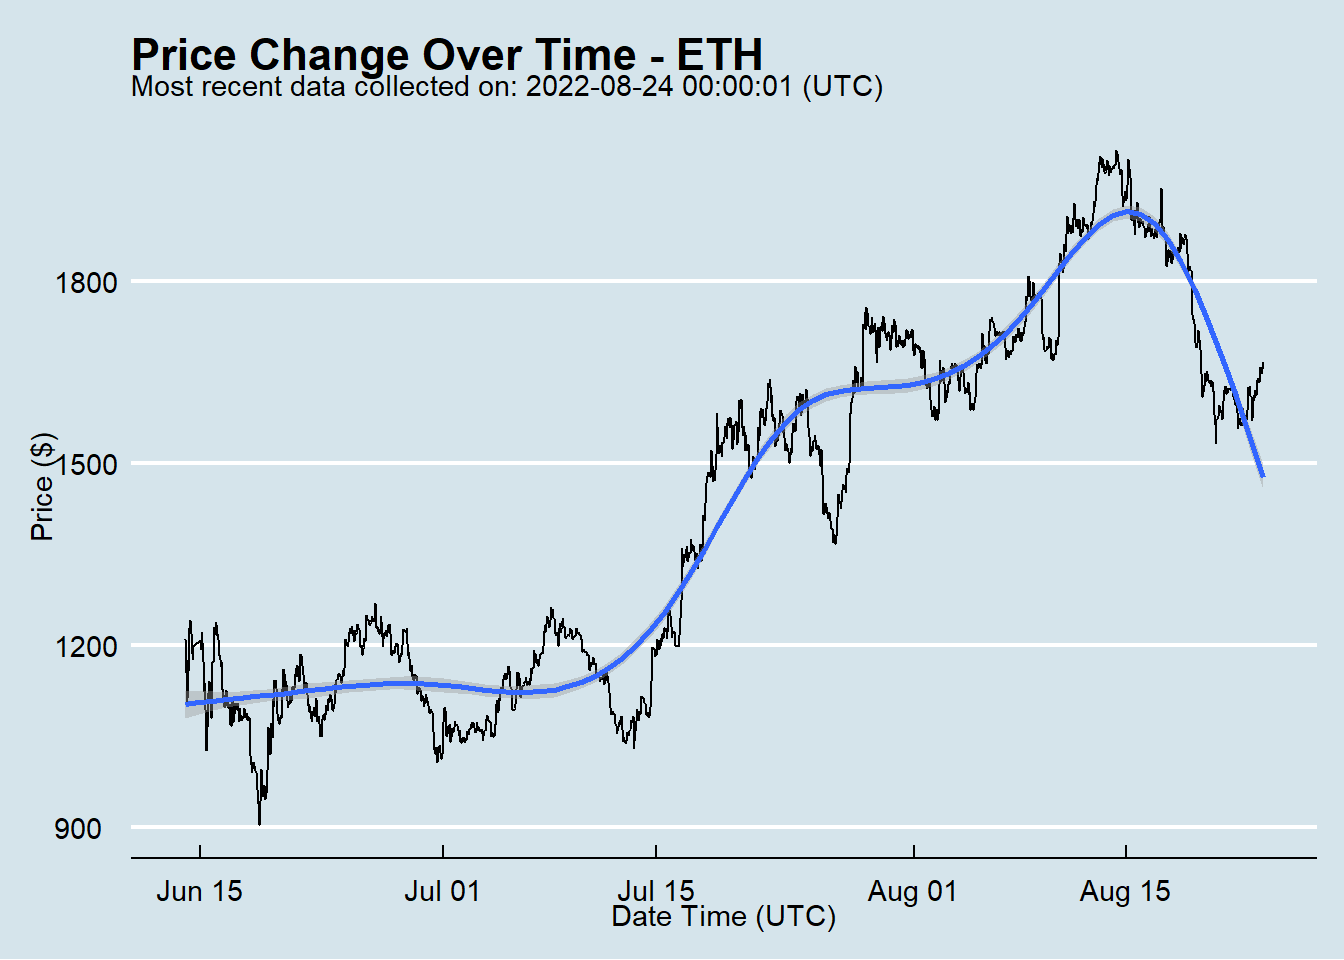 Price Change Over Time - ETH
Most recent data collected on: 2022-08-24 00:00:01 (UTC)
Price ($)
1800
1500
1200
900
Jun 15
Jul 01
Jul 15
Aug 01
Aug 15
Date Time (UTC)